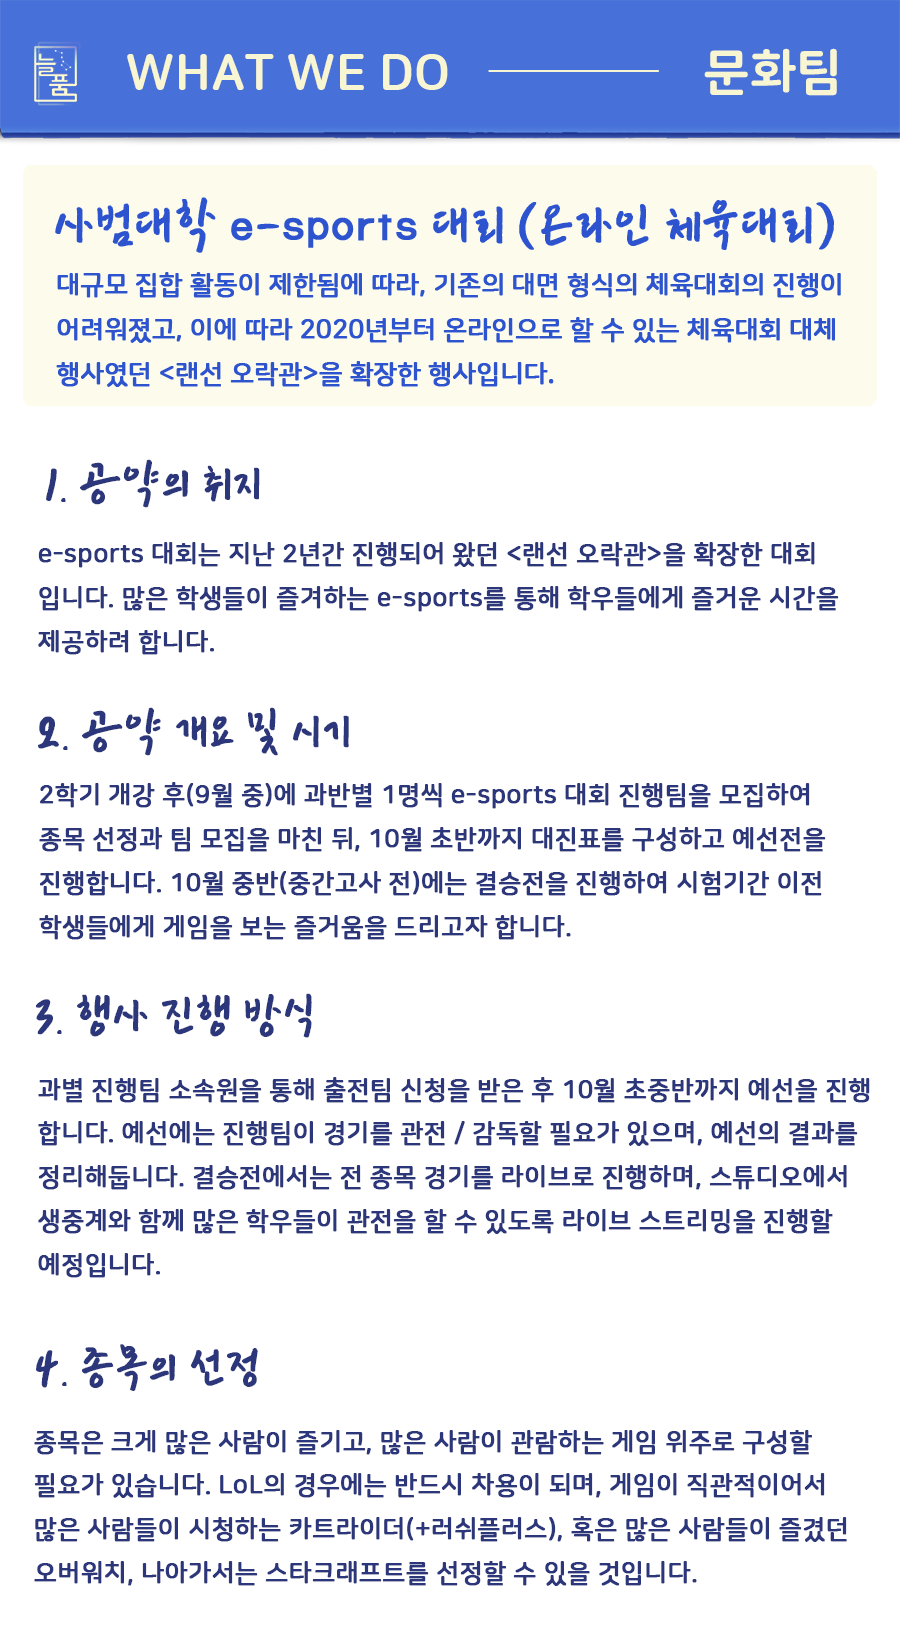 늘품
WHAT WE DO
문화팀
사범대학 e-sports 대회 (온라인 체육대회)
대규모 집합 활동이 제한됨에 따라, 기존의 대면 형식의 체육대회의 진행이
어려워졌고, 이에 따라 2020년부터 온라인으로 할 수 있는 체육대회 대체
행사였던 <랜선 오락관>을 확장한 행사입니다.
1. 공약의 취지
e-sports 대회는 지난 2년간 진행되어 왔던 <랜선 오락관>을 확장한 대회
입니다. 많은 학생들이 즐겨하는 e-sports를 통해 학우들에게 즐거운 시간을
제공하려 합니다.
2. 공약 개요 및 시기
2학기 개강 후(9월 중)에 과반별 1명씩 e-sports 대회 진행팀을 모집하여
종목 선정과 팀 모집을 마친 뒤, 10월 초반까지 대진표를 구성하고 예선전을
진행합니다. 10월 중반(중간고사 전)에는 결승전을 진행하여 시험기간 이전
학생들에게 게임을 보는 즐거움을 드리고자 합니다.
3. 행사 진행 방식
과별 진행팀 소속원을 통해 출전팀 신청을 받은 후 10월 초중반까지 예선을 진행
합니다. 예선에는 진행팀이 경기를 관전 / 감독할 필요가 있으며, 예선의 결과를
정리해둡니다. 결승전에서는 전 종목 경기를 라이브로 진행하며, 스튜디오에서
생중계와 함께 많은 학우들이 관전을 할 수 있도록 라이브 스트리밍을 진행할
예정입니다.
4. 종목의 선정
종목은 크게 많은 사람이 즐기고, 많은 사람이 관람하는 게임 위주로 구성할
필요가 있습니다. LoL의 경우에는 반드시 차용이 되며, 게임이 직관적이어서
많은 사람들이 시청하는 카트라이더(+러쉬플러스), 혹은 많은 사람들이 즐겼던
오버워치, 나아가서는 스타크래프트를 선정할 수 있을 것입니다.